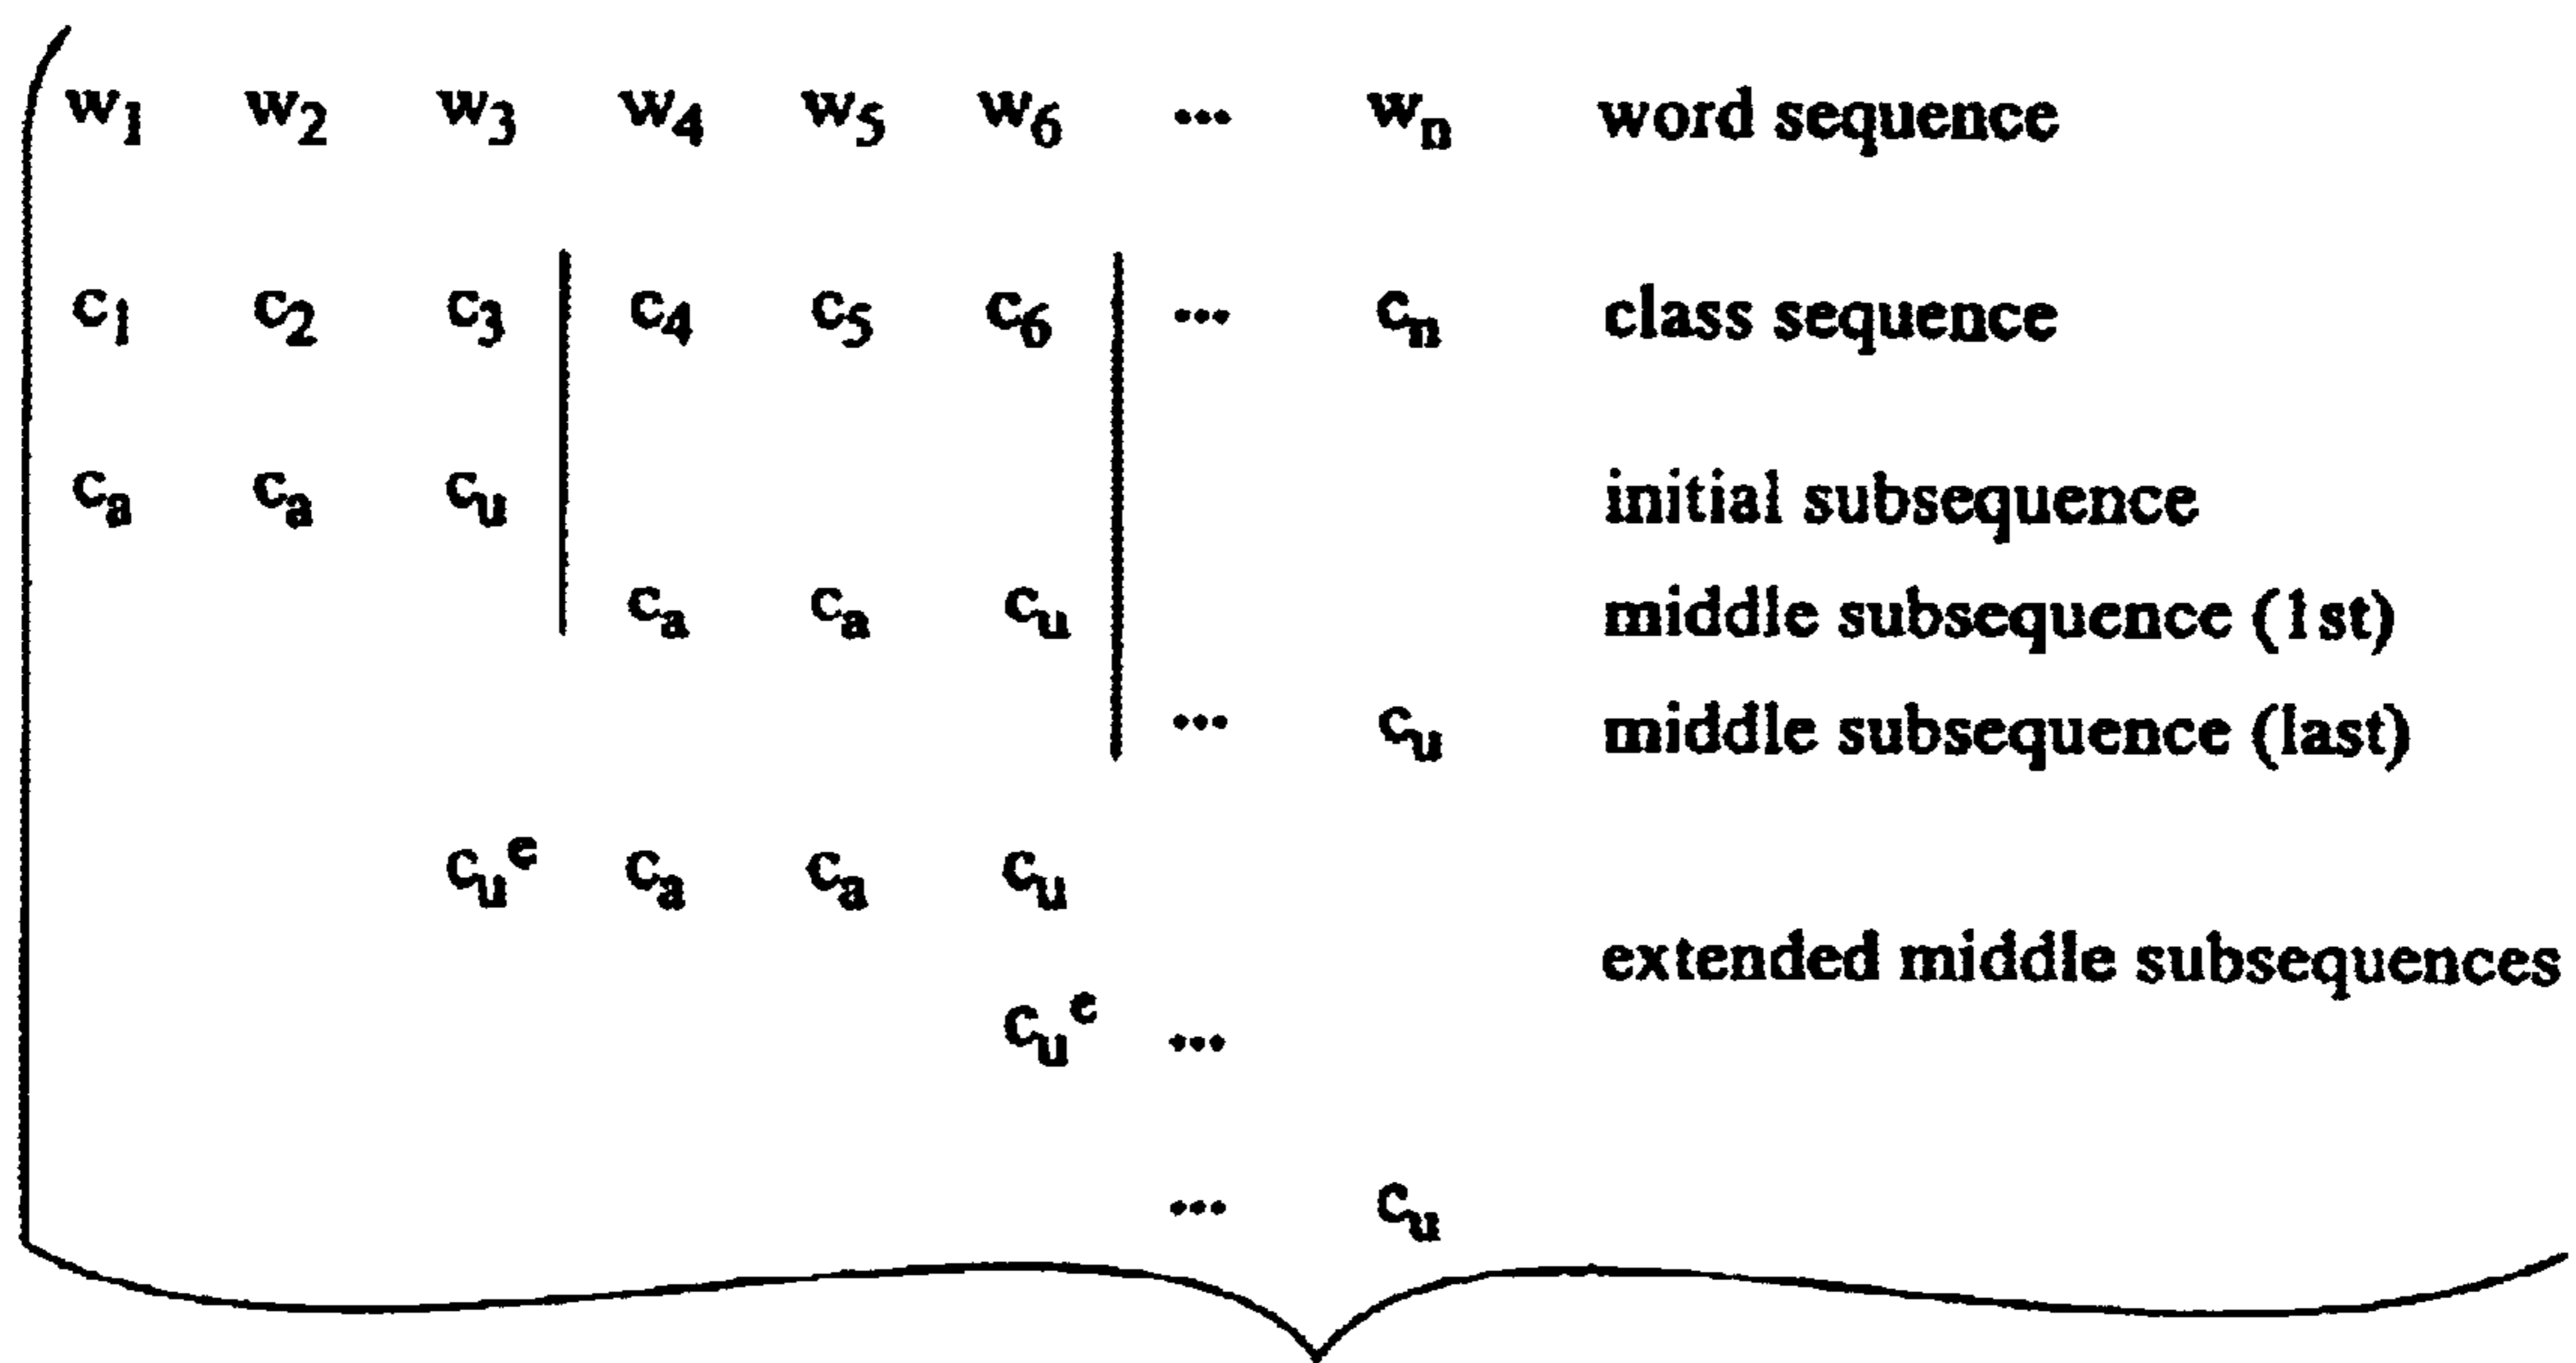 w₁ w₂ w₃ w₄ w₅ w₆ ... wₙ word sequence
c₁ c₂ c₃ c₄ c₅ c₆ ... cₙ class sequence
cₐ cₐ cᵤ initial subsequence
cₐ cₐ cᵤ middle subsequence (1st)
... cᵤ middle subsequence (last)
cᵤᵉ cₐ cₐ cᵤ
extended middle subsequences
cᵤᵉ ...
... cᵤ